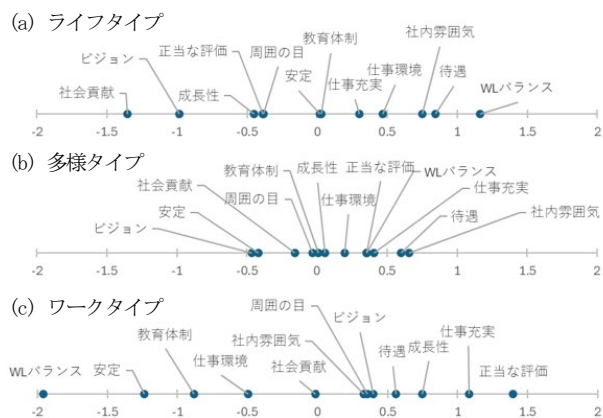 (a) ライフタイプ
社会貢献
ビジョン
成長性
正当な評価
周囲の目
安定
教育体制
仕事充実
仕事環境
社内雰囲気
待遇
WLバランス
-2 -1.5 -1 -0.5 0 0.5 1 1.5 2
(b) 多様タイプ
ビジョン
安定
社会貢献
周囲の目
教育体制
成長性
仕事環境
正当な評価
WLバランス
仕事充実
待遇
社内雰囲気
-2 -1.5 -1 -0.5 0 0.5 1 1.5 2
(c) ワークタイプ
WLバランス
安定
教育体制
仕事環境
社会貢献
社内雰囲気
周囲の目
ビジョン
待遇
成長性
仕事充実
正当な評価
-2 -1.5 -1 -0.5 0 0.5 1 1.5 2